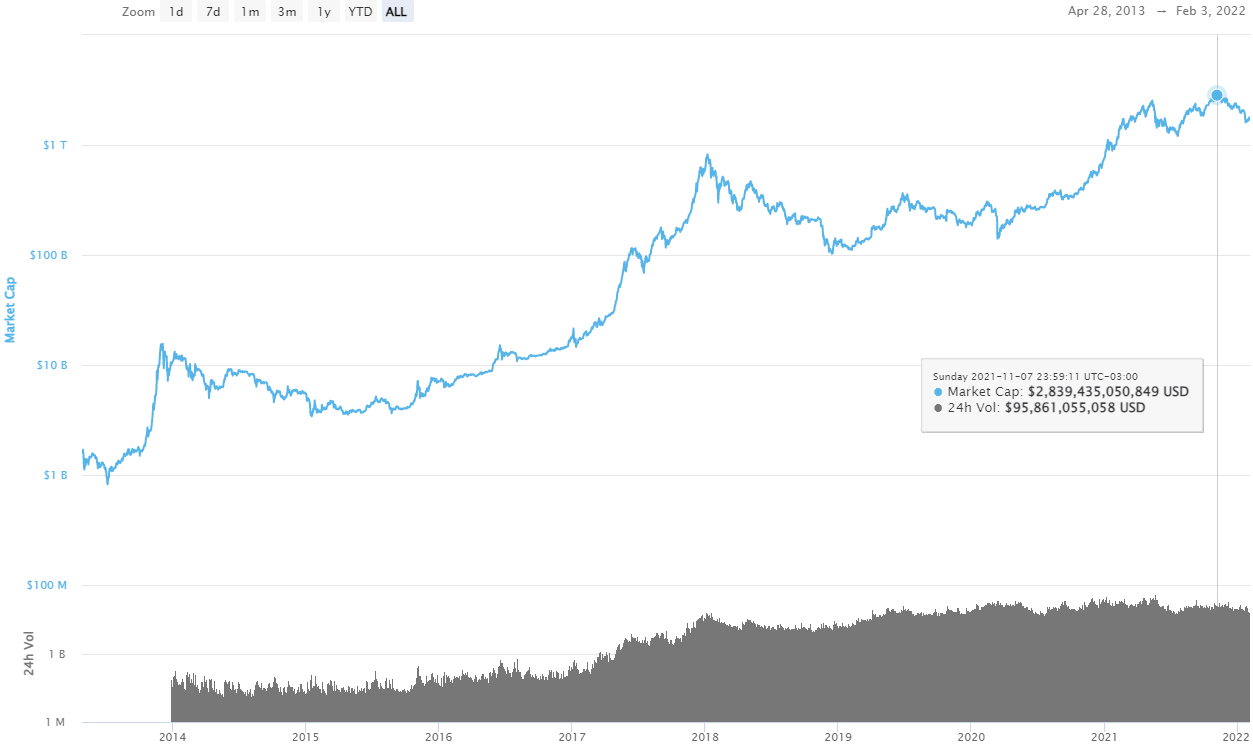 Zoom 1d 7d 1m 3m 1y YTD ALL
Apr 28, 2013 → Feb 3, 2022
Market Cap
$1 T
$100 B
$10 B
$1 B
$100 M
Sunday 2021-11-07 23:59:11 UTC-03:00
● Market Cap: $2,839,435,050,849 USD
● 24h Vol: $95,861,055,058 USD
24h Vol
1 B
1 M
2014 2015 2016 2017 2018 2019 2020 2021 2022